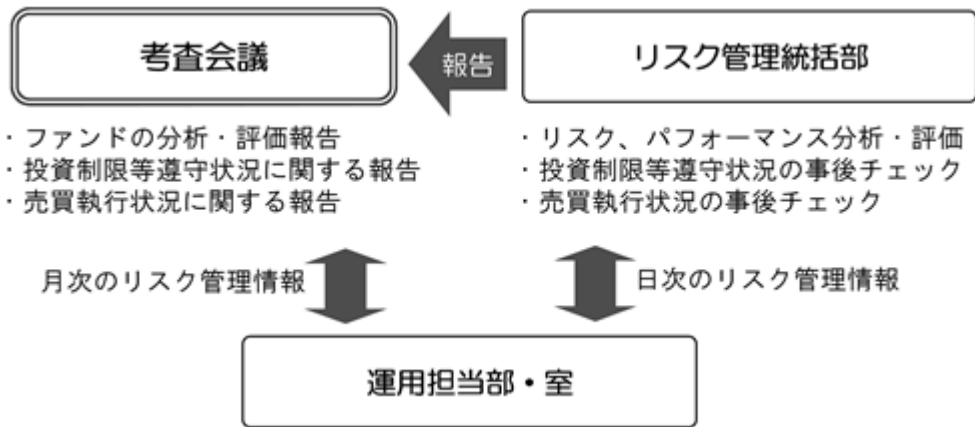 考査会議
報告
リスク管理統括部
・ファンドの分析・評価報告
・投資制限等遵守状況に関する報告
・売買執行状況に関する報告
・リスク、パフォーマンス分析・評価
・投資制限等遵守状況の事後チェック
・売買執行状況の事後チェック
月次のリスク管理情報
日次のリスク管理情報
運用担当部・室